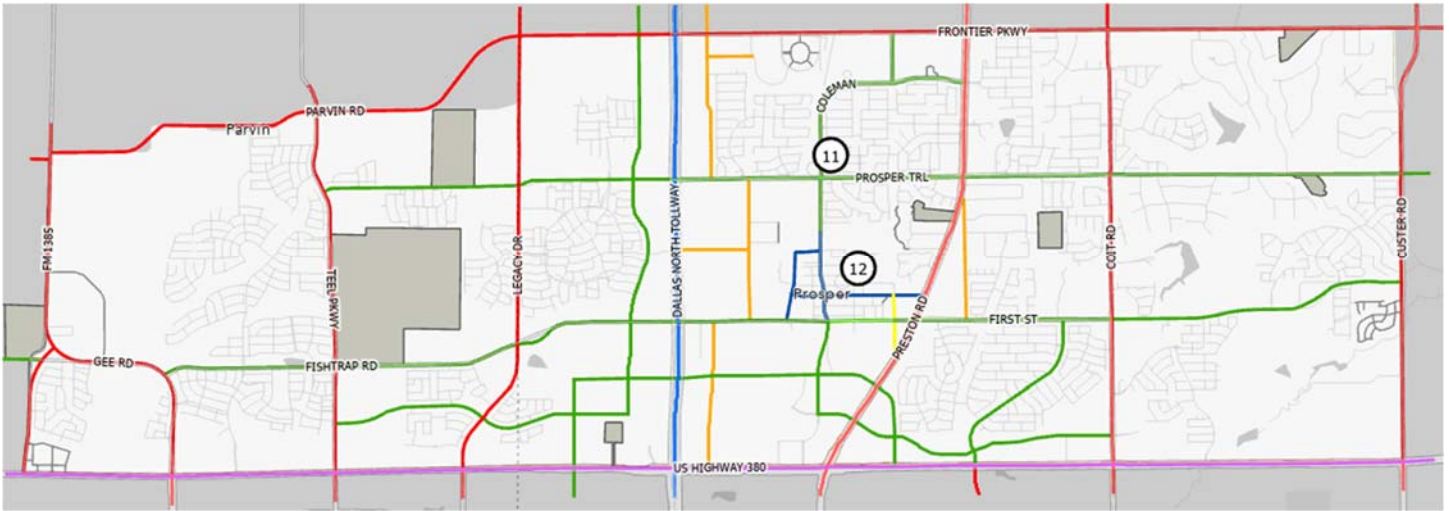 FRONTIER PKWY
COLEMAN
PARVIN RD
Parvin
11
PROSPER TRL
FM 1385
TEEL PKWY
LEGACY DR
DALLAS NORTH TOLLWAY
COIT RD
CUSTER RD
12
Prosper
PRESTON RD
FIRST ST
GEE RD
FISHTRAP RD
US HIGHWAY 380